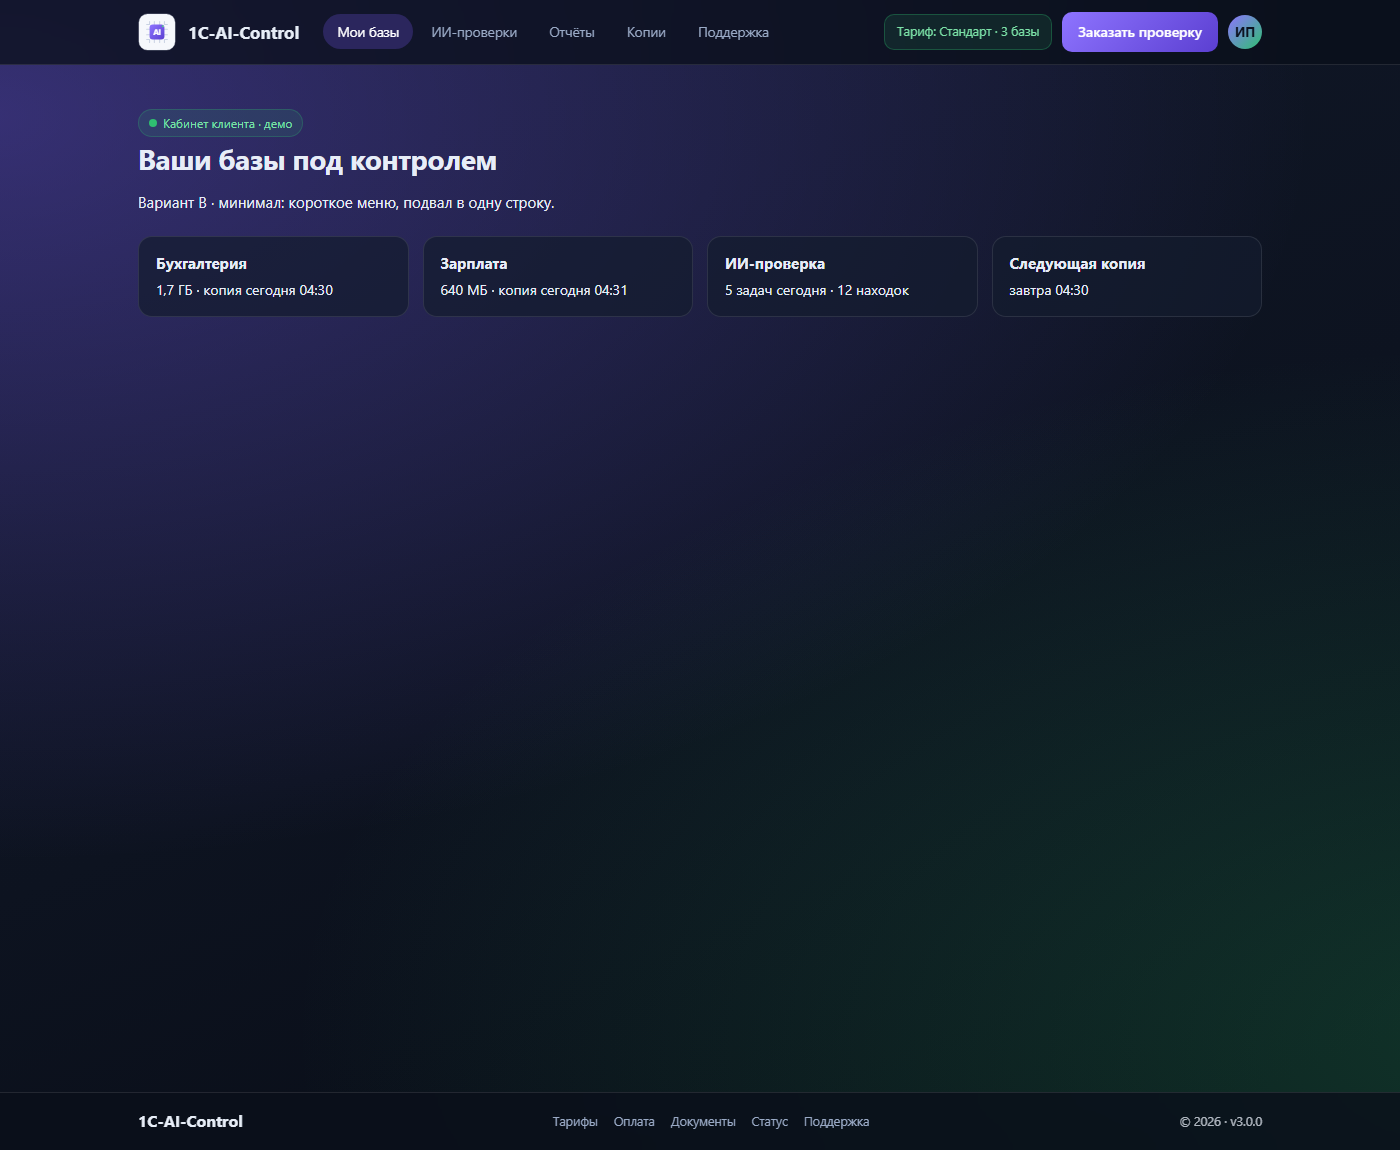 AI
1C-AI-Control
Мои базы
ИИ-проверки
Отчёты
Копии
Поддержка
Тариф: Стандарт · 3 базы
Заказать проверку
ИП
Кабинет клиента · демо
Ваши базы под контролем
Вариант B · минимал: короткое меню, подвал в одну строку.
Бухгалтерия
1,7 ГБ · копия сегодня 04:30
Зарплата
640 МБ · копия сегодня 04:31
ИИ-проверка
5 задач сегодня · 12 находок
Следующая копия
завтра 04:30
1C-AI-Control
Тарифы
Оплата
Документы
Статус
Поддержка
© 2026 · v3.0.0